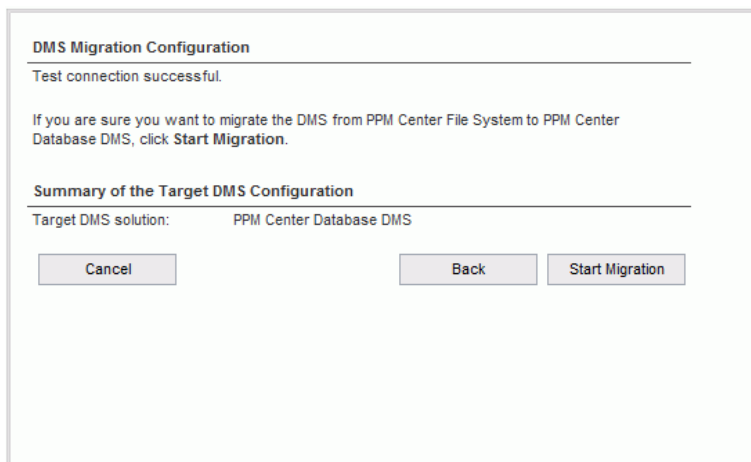 DMS Migration Configuration
Test connection successful.
If you are sure you want to migrate the DMS from PPM Center File System to PPM Center
Database DMS, click Start Migration.
Summary of the Target DMS Configuration
Target DMS solution: PPM Center Database DMS
Cancel Back Start Migration